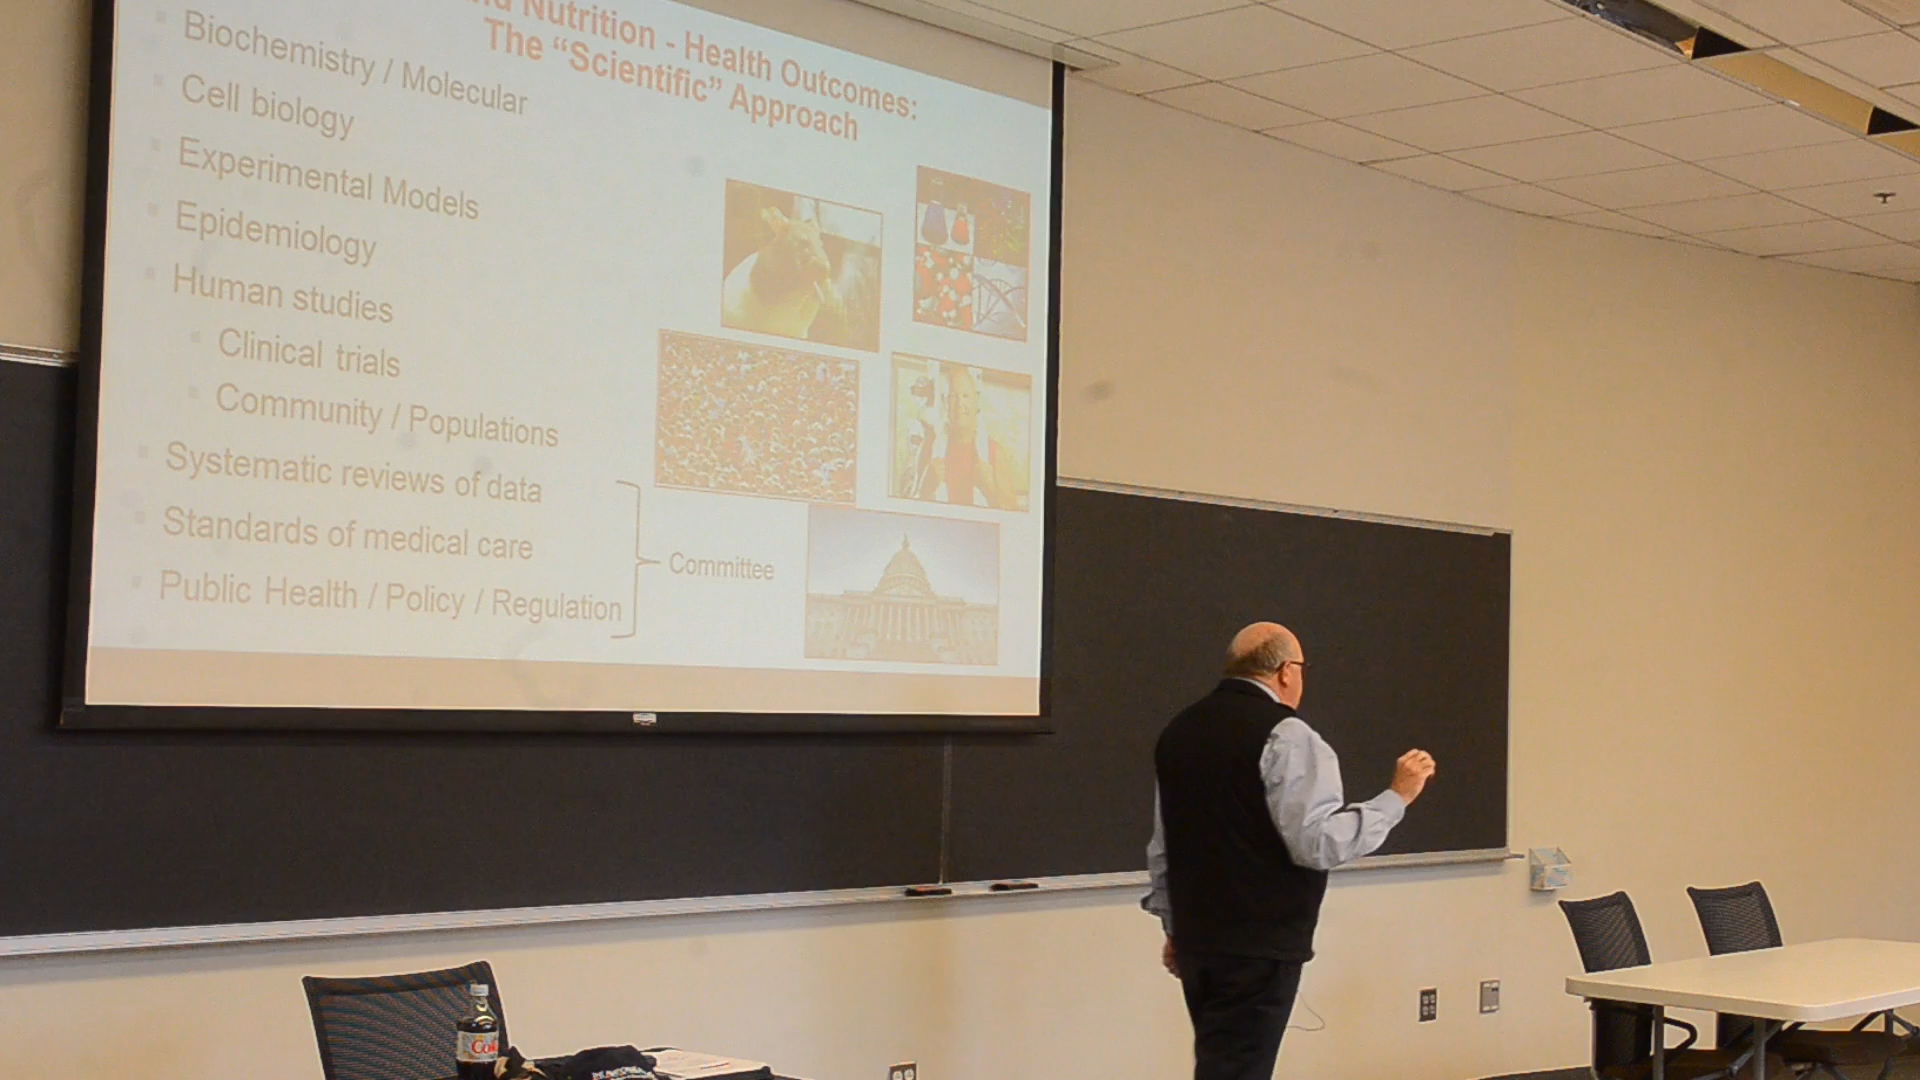 Nutrition - Health Outcomes:
The “Scientific” Approach
Biochemistry / Molecular
Cell biology
Experimental Models
Epidemiology
Human studies
Clinical trials
Community / Populations
Systematic reviews of data
Standards of medical care
Public Health / Policy / Regulation
Committee